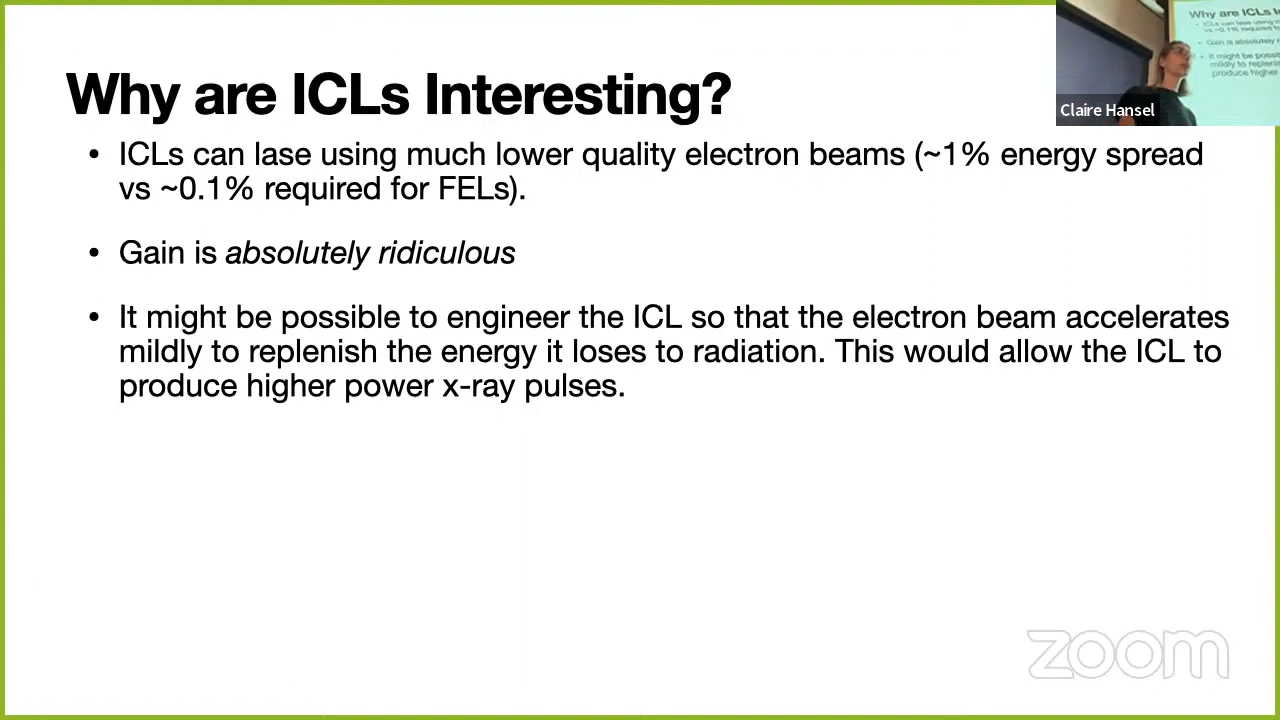 Why are ICLs Interesting?
• ICLs can lase using much lower quality electron beams (~1% energy spread
vs ~0.1% required for FELs).
• Gain is absolutely ridiculous
• It might be possible to engineer the ICL so that the electron beam accelerates
mildly to replenish the energy it loses to radiation. This would allow the ICL to
produce higher power x-ray pulses.
Why are ICLs
Claire Hansel
zoom